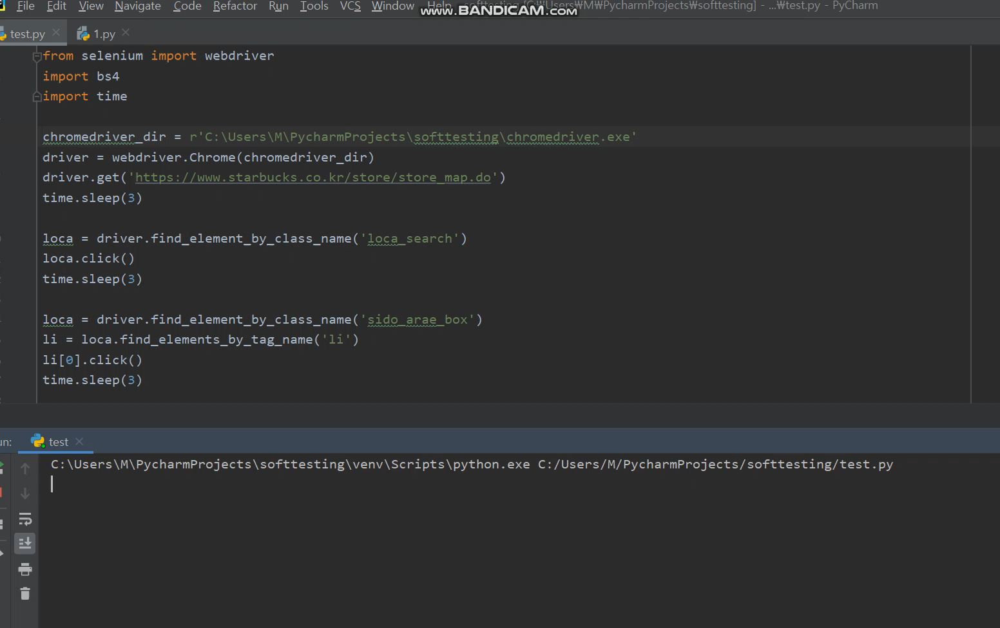 File Edit View Navigate Code Refactor Run Tools VCS Window Help softtesting [C:₩Users₩M₩PycharmProjects₩softtesting] - ...₩test.py - PyCharm
www.BANDICAM.com
test.py 1.py
from selenium import webdriver
import bs4
import time
chromedriver_dir = r'C:\Users\M\PycharmProjects\softtesting\chromedriver.exe'
driver = webdriver.Chrome(chromedriver_dir)
driver.get('https://www.starbucks.co.kr/store/store_map.do')
time.sleep(3)
loca = driver.find_element_by_class_name('loca_search')
loca.click()
time.sleep(3)
loca = driver.find_element_by_class_name('sido_arae_box')
li = loca.find_elements_by_tag_name('li')
li[0].click()
time.sleep(3)
un: test
C:\Users\M\PycharmProjects\softtesting\venv\Scripts\python.exe C:/Users/M/PycharmProjects/softtesting/test.py